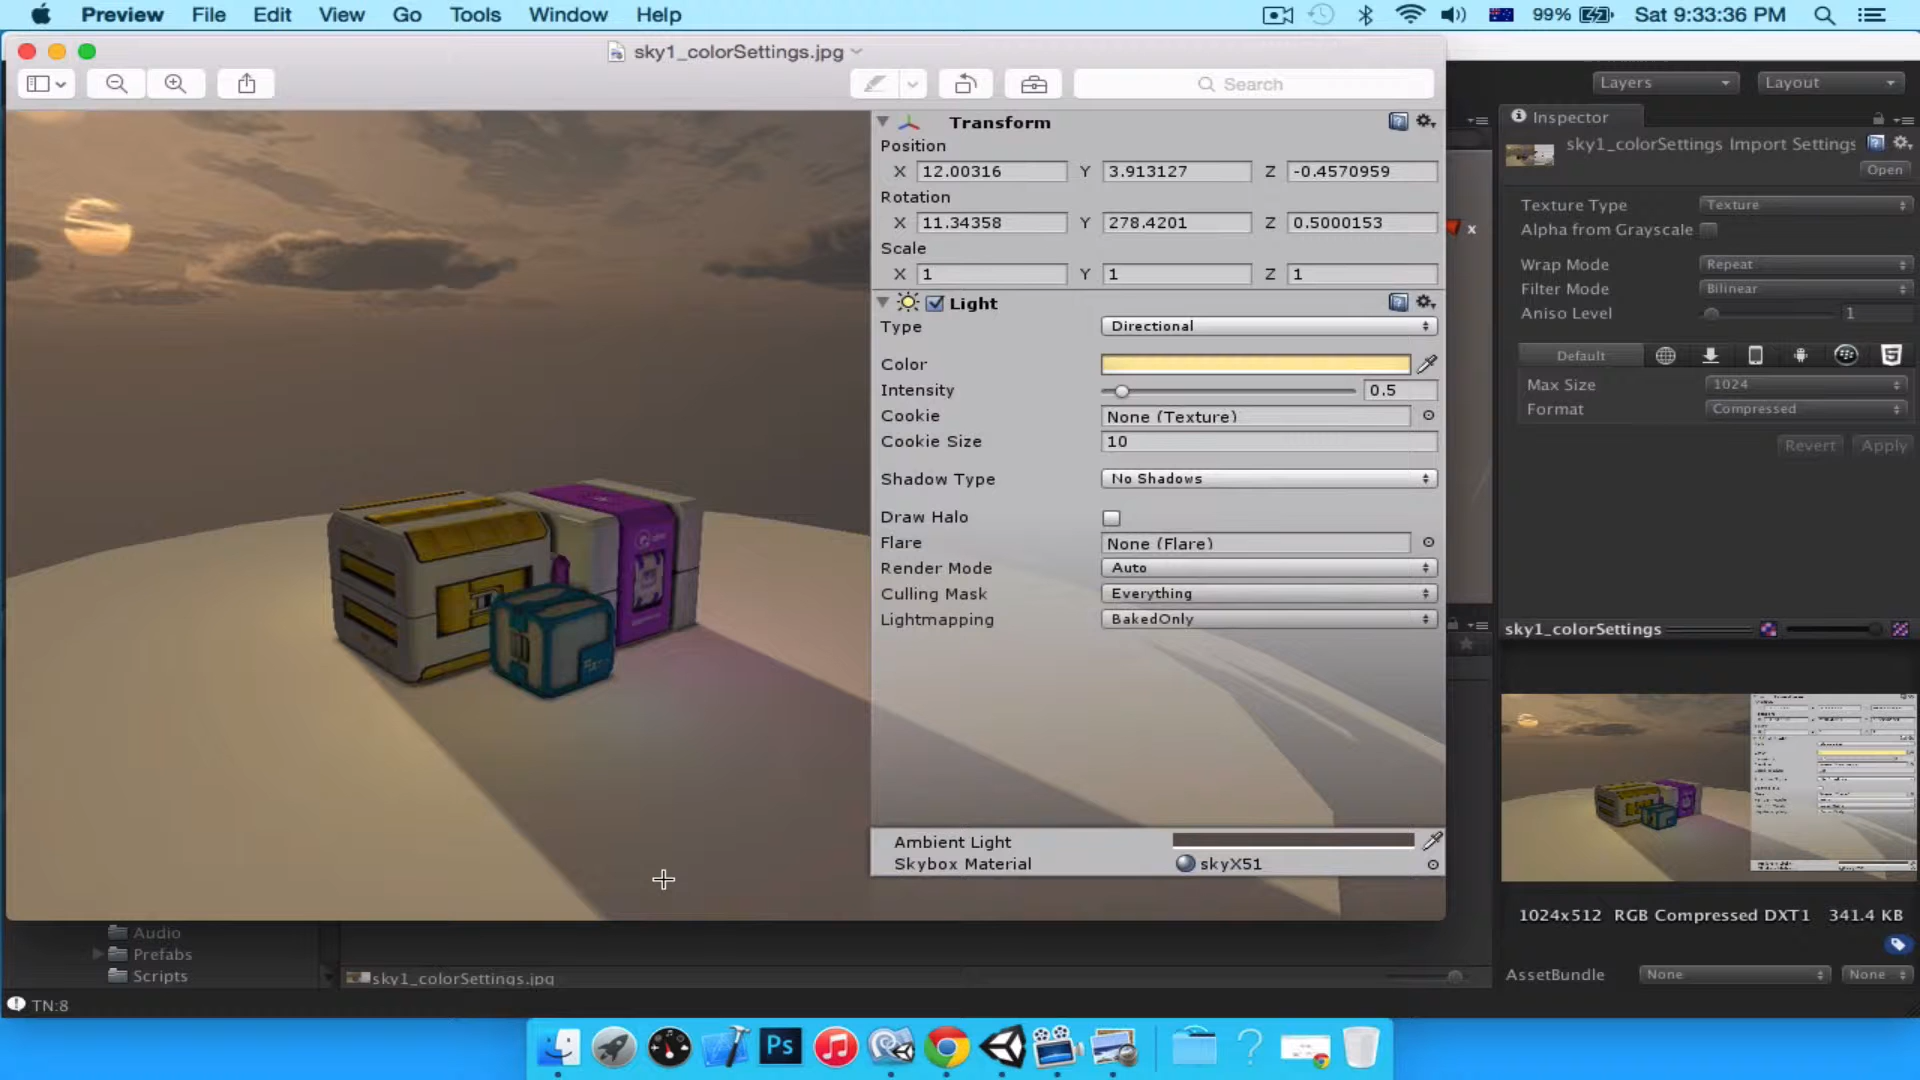 Preview File Edit View Go Tools Window Help
99% Sat 9:33:36 PM
sky1_colorSettings.jpg
Search
Layers Layout
Transform
Position
X 12.00316 Y 3.913127 Z -0.4570959
Rotation
X 11.34358 Y 278.4201 Z 0.5000153
Scale
X 1 Y 1 Z 1
Light
Type Directional
Color
Intensity 0.5
Cookie None (Texture)
Cookie Size 10
Shadow Type No Shadows
Draw Halo
Flare None (Flare)
Render Mode Auto
Culling Mask Everything
Lightmapping BakedOnly
Ambient Light
Skybox Material skyX51
x
Inspector
sky1_colorSettings Import Settings
Open
Texture Type Texture
Alpha from Grayscale
Wrap Mode Repeat
Filter Mode Bilinear
Aniso Level 1
Default
Max Size 1024
Format Compressed
Revert Apply
sky1_colorSettings
1024x512 RGB Compressed DXT1 341.4 KB
AssetBundle None None
Audio
Prefabs
Scripts
sky1_colorSettings.jpg
TN:8
Ps